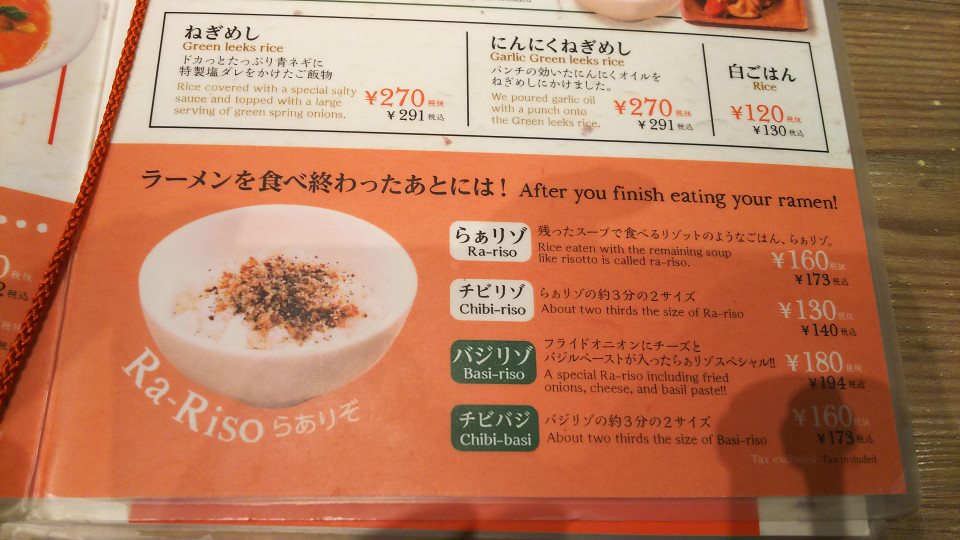 ねぎめし
Green leeks rice
ドカっとたっぷり青ネギに
特製塩ダレをかけたご飯物
Rice covered with a special salty
sauce and topped with a large
serving of green spring onions.
¥270 税抜
¥291 税込
にんにくねぎめし
Garlic Green leeks rice
パンチの効いたにんにくオイルを
ねぎめしにかけました。
We poured garlic oil
with a punch onto
the Green leeks rice.
¥270 税抜
¥291 税込
白ごはん
Rice
¥120 税抜
¥130 税込
ラーメンを食べ終わったあとには! After you finish eating your ramen!
らぁリゾ
Ra-riso
残ったスープで食べるリゾットのようなごはん、らぁリゾ。
Rice eaten with the remaining soup
like risotto is called ra-riso.
¥160 税抜
¥173 税込
チビリゾ
Chibi-riso
らぁリゾの約3分の2サイズ
About two thirds the size of Ra-riso
¥130 税抜
¥140 税込
バジリゾ
Basi-riso
フライドオニオンにチーズと
バジルペーストが入ったらぁリゾスペシャル!!
A special Ra-riso including fried
onions, cheese, and basil paste!!
¥180 税抜
¥194 税込
チビバジ
Chibi-basi
バジリゾの約3分の2サイズ
About two thirds the size of Basi-riso
¥160 税抜
¥173 税込
Tax excluded Tax included
Ra-Riso らありぞ